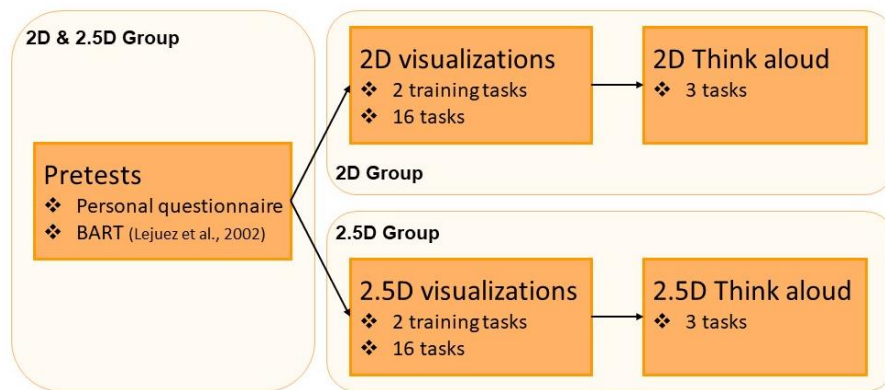 2D & 2.5D Group
Pretests
❖ Personal questionnaire
❖ BART (Lejuez et al., 2002)
2D visualizations
❖ 2 training tasks
❖ 16 tasks
2D Think aloud
❖ 3 tasks
2D Group
2.5D Group
2.5D visualizations
❖ 2 training tasks
❖ 16 tasks
2.5D Think aloud
❖ 3 tasks